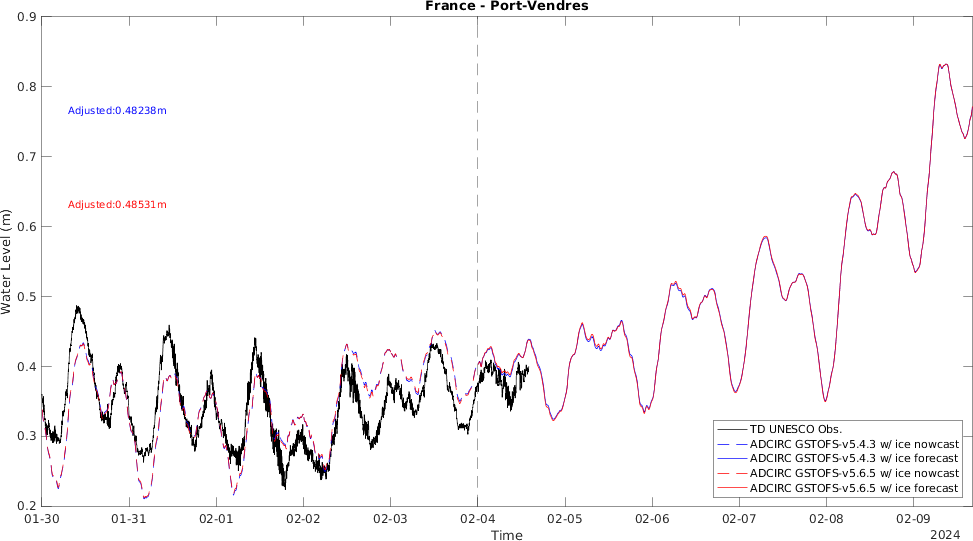 France - Port-Vendres
0.9
0.8
0.7
0.6
0.5
0.4
0.3
0.2
Water Level (m)
Adjusted:0.48238m
Adjusted:0.48531m
TD UNESCO Obs.
ADCIRC GSTOFS-v5.4.3 w/ ice nowcast
ADCIRC GSTOFS-v5.4.3 w/ ice forecast
ADCIRC GSTOFS-v5.6.5 w/ ice nowcast
ADCIRC GSTOFS-v5.6.5 w/ ice forecast
01-30 01-31 02-01 02-02 02-03 02-04 02-05 02-06 02-07 02-08 02-09
Time
2024